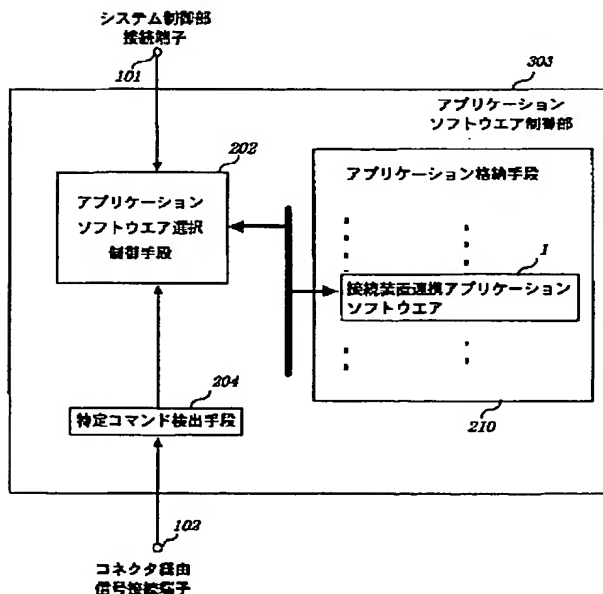 システム制御部
接続端子
101
303
アプリケーション
ソフトウエア制御部
202
アプリケーション
ソフトウエア選択
制御手段
アプリケーション格納手段
1
接続装置連携アプリケーション
ソフトウエア
204
特定コマンド検出手段
210
102
コネクタ経由
信号接続端子